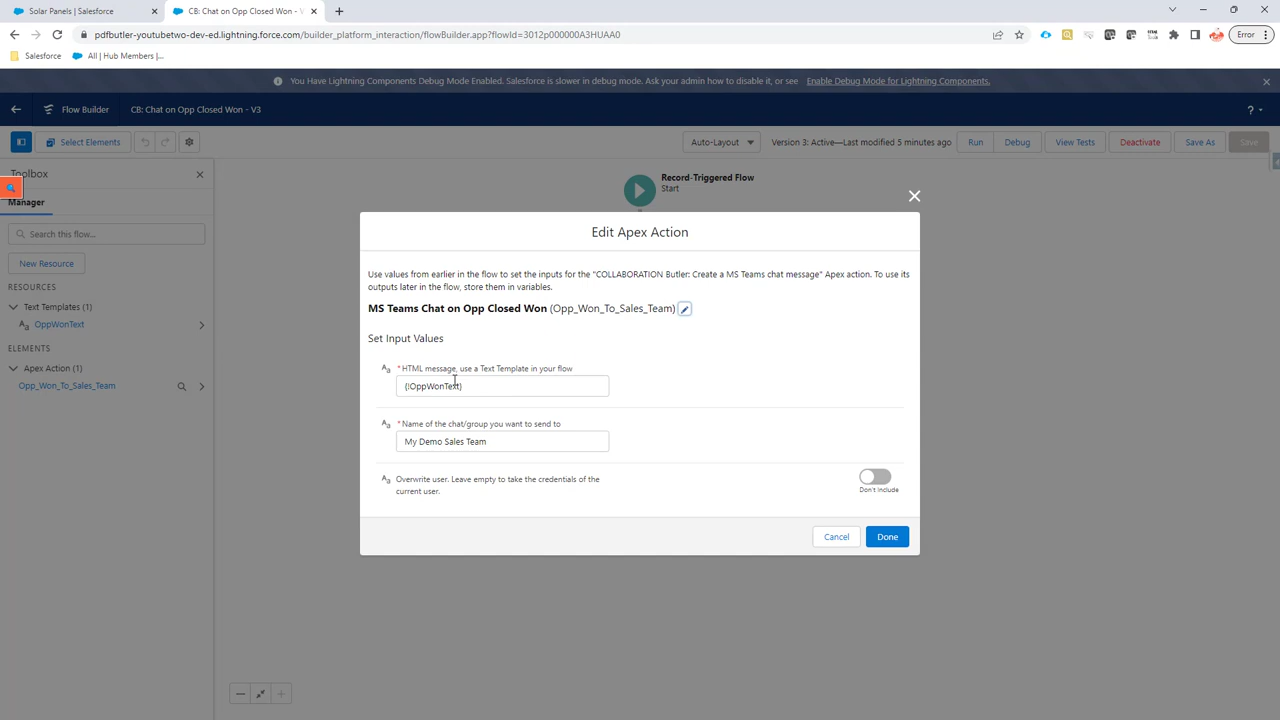 Solar Panels | Salesforce
CB: Chat on Opp Closed Won - V
pdfbutler-youtubetwo-dev-ed.lightning.force.com/builder_platform_interaction/flowBuilder.app?flowId=3012p000000A3HUAA0
Error
Salesforce
All | Hub Members |...
You Have Lightning Components Debug Mode Enabled. Salesforce is slower in debug mode. Ask your admin how to disable it, or see Enable Debug Mode for Lightning Components.
Flow Builder
CB: Chat on Opp Closed Won - V3
?
Select Elements
Auto-Layout
Version 3: Active—Last modified 5 minutes ago
Run
Debug
View Tests
Deactivate
Save As
Save
Toolbox
Manager
Search this flow...
New Resource
RESOURCES
Text Templates (1)
OppWonText
ELEMENTS
Apex Action (1)
Opp_Won_To_Sales_Team
Record-Triggered Flow
Start
Edit Apex Action
Use values from earlier in the flow to set the inputs for the "COLLABORATION Butler: Create a MS Teams chat message" Apex action. To use its
outputs later in the flow, store them in variables.
MS Teams Chat on Opp Closed Won (Opp_Won_To_Sales_Team)
Set Input Values
Aa *HTML message, use a Text Template in your flow
{!OppWonText}
Aa *Name of the chat/group you want to send to
My Demo Sales Team
Aa Overwrite user. Leave empty to take the credentials of the
current user.
Don't Include
Cancel
Done